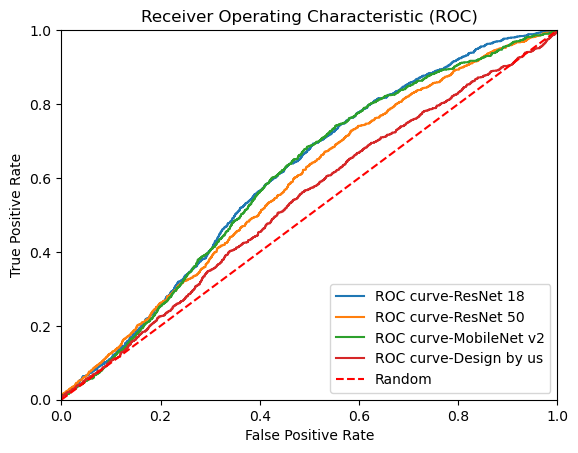 Receiver Operating Characteristic (ROC)
1.0
0.8
0.6
0.4
0.2
0.0
True Positive Rate
ROC curve-ResNet 18
ROC curve-ResNet 50
ROC curve-MobileNet v2
ROC curve-Design by us
Random
0.0 0.2 0.4 0.6 0.8 1.0
False Positive Rate